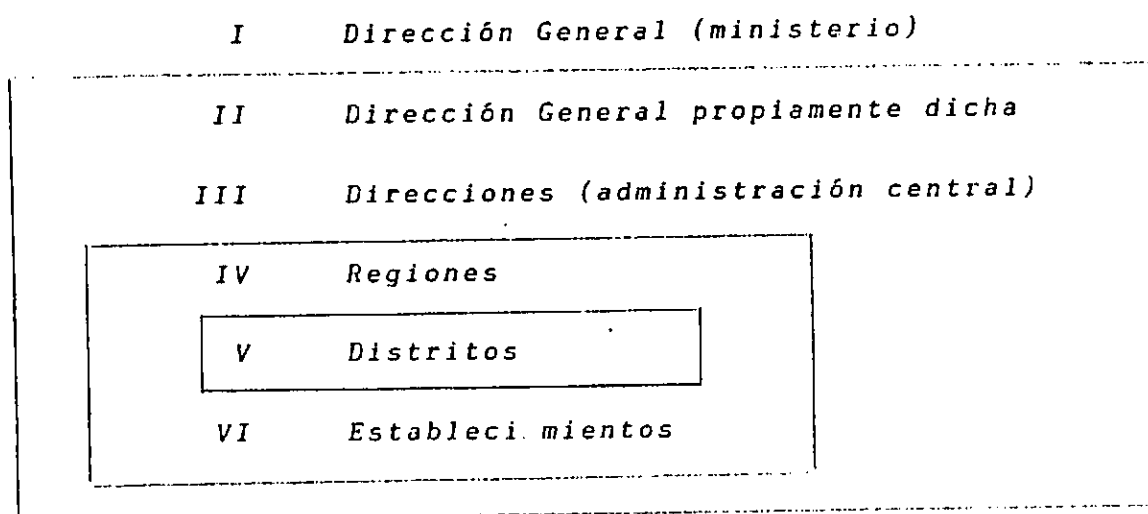 I Dirección General (ministerio)
II Dirección General propiamente dicha
III Direcciones (administración central)
IV Regiones
V Distritos
VI Estableci mientos